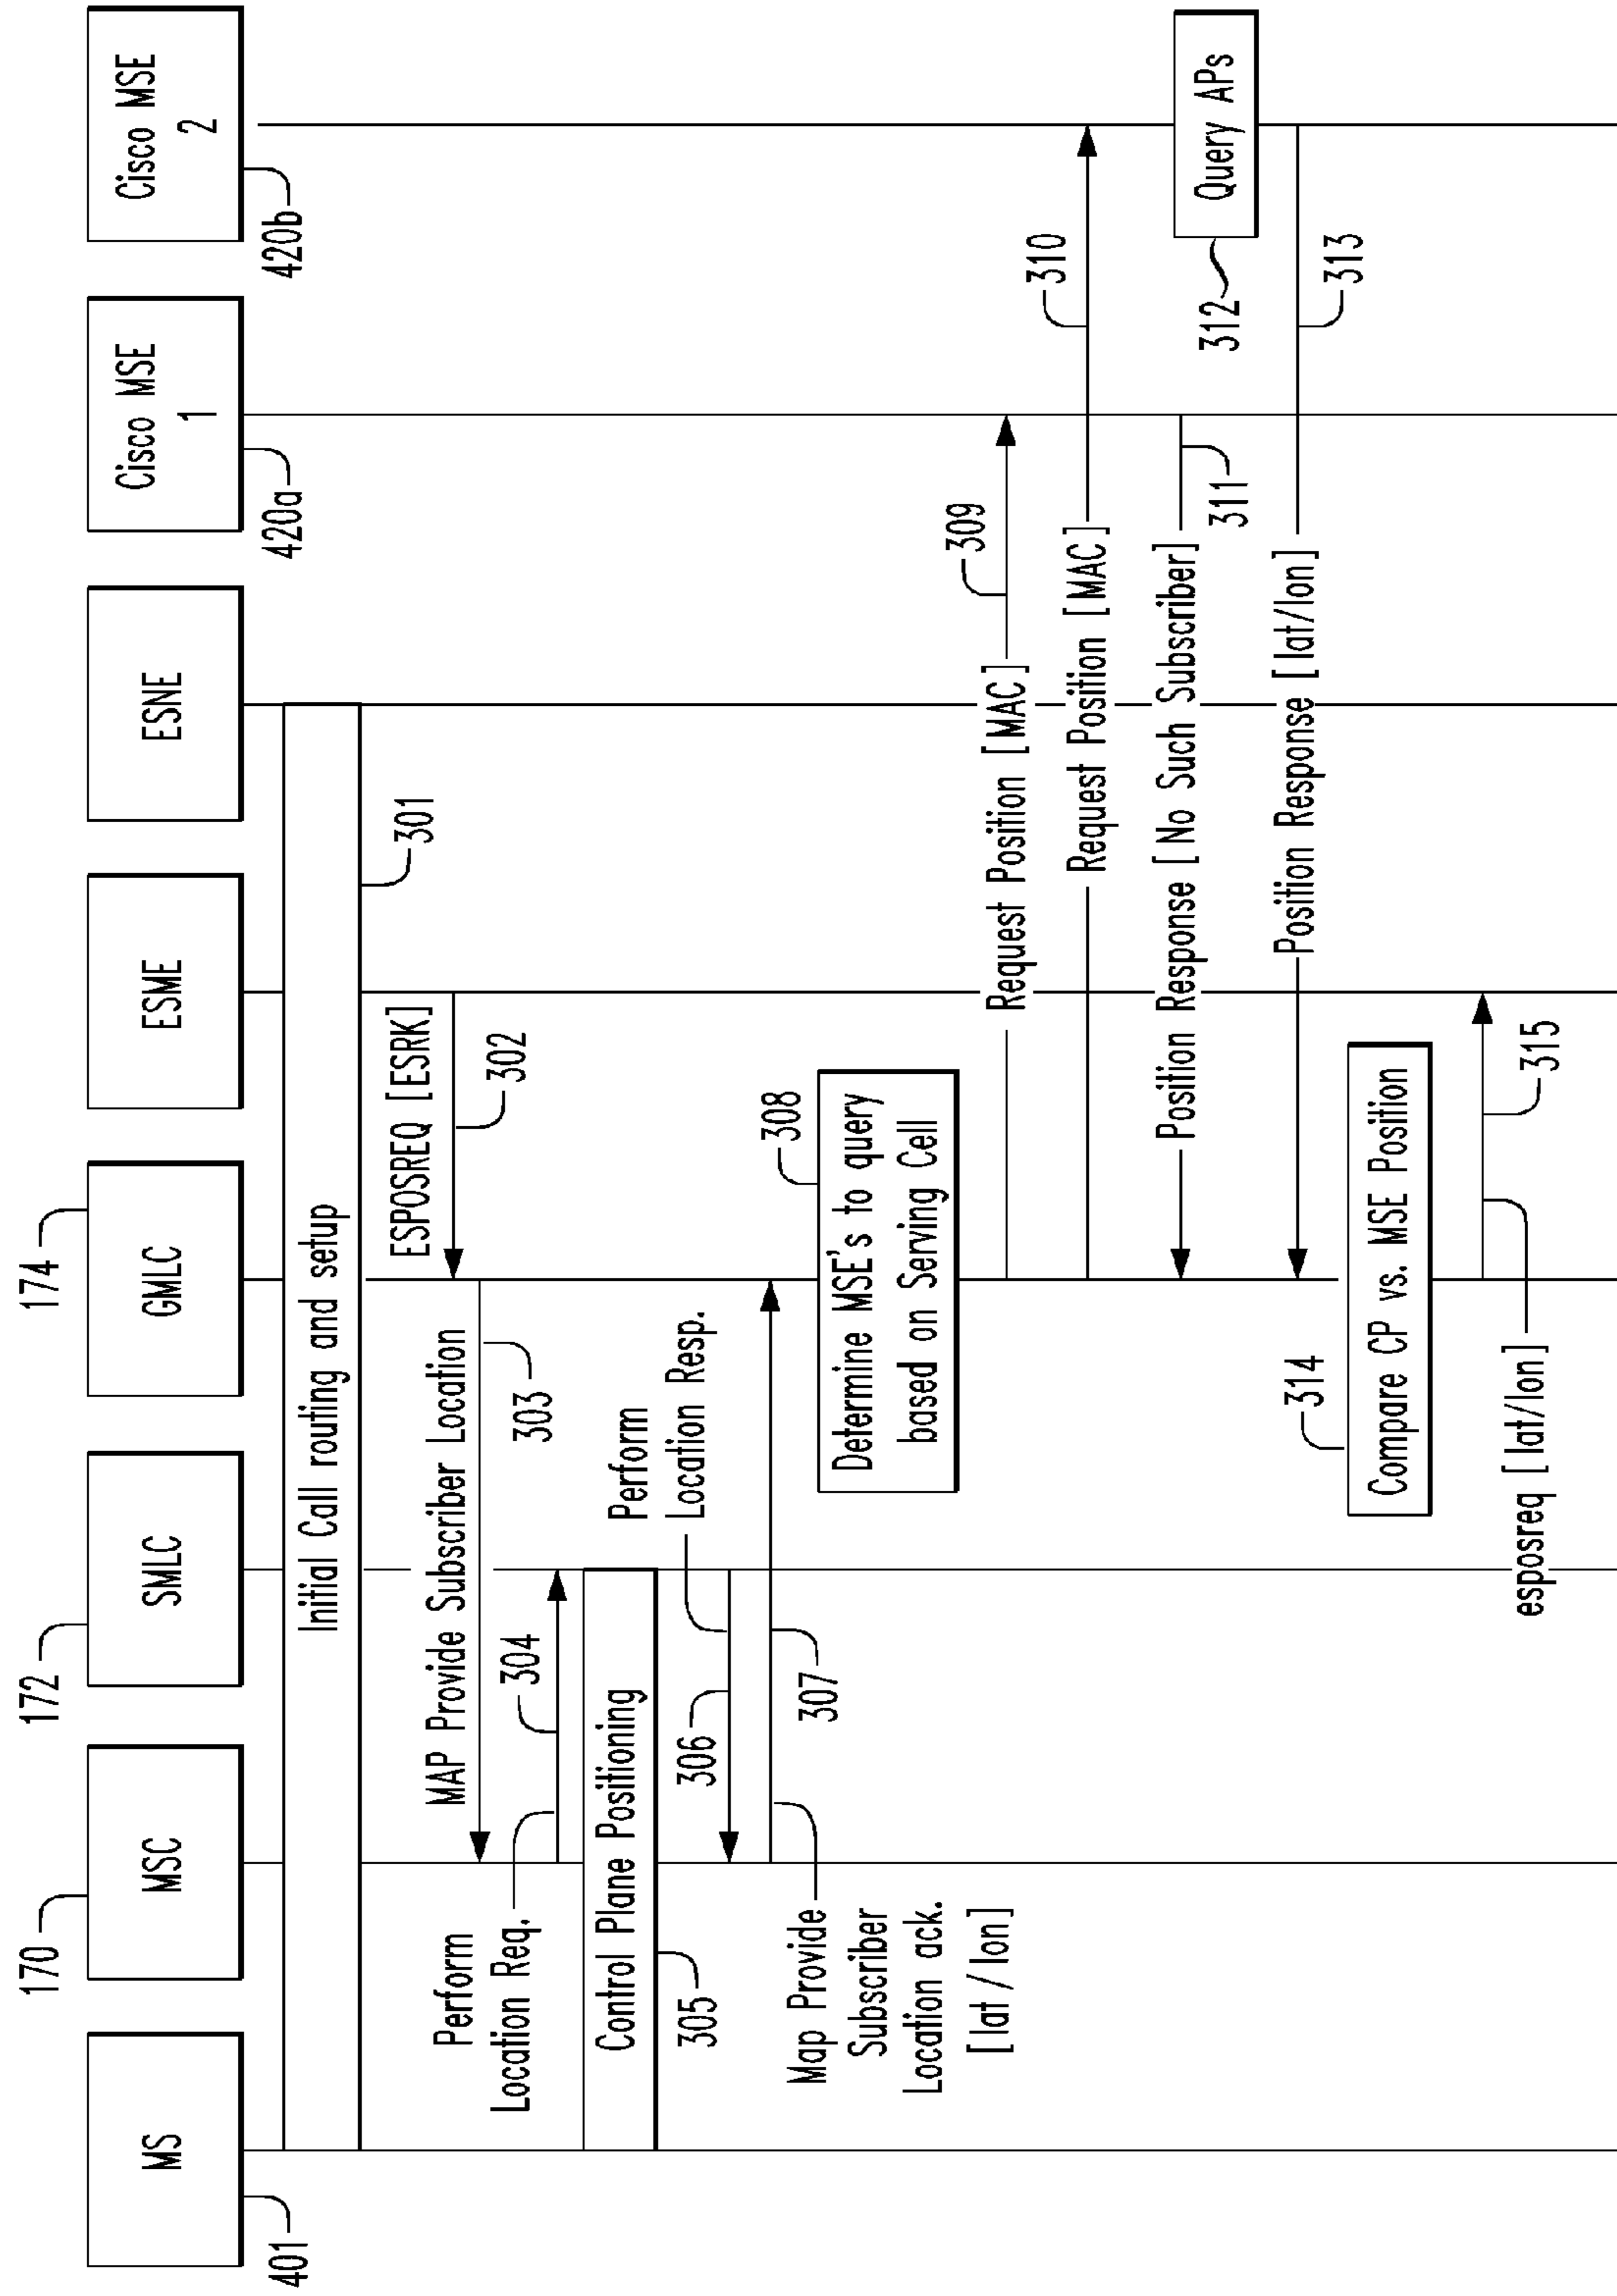 401
MS
170
MSC
172
SMLC
174
GMLC
ESME
ESNE
420a
Cisco MSE
1
420b
Cisco MSE
2
Initial Call routing and setup
301
ESPOSREQ [ESRK]
302
MAP Provide Subscriber Location
303
Perform
Location Req.
304
Control Plane Positioning
305
306
Perform
Location Resp.
Map Provide
Subscriber
Location ack.
[lat / lon]
307
308
Determine MSE's to query
based on Serving Cell
Request Position [MAC]
309
Request Position [MAC]
310
Position Response [No Such Subscriber]
311
312
Query APs
Position Response [lat/lon]
313
314
Compare CP vs. MSE Position
esposreq [lat/lon]
315